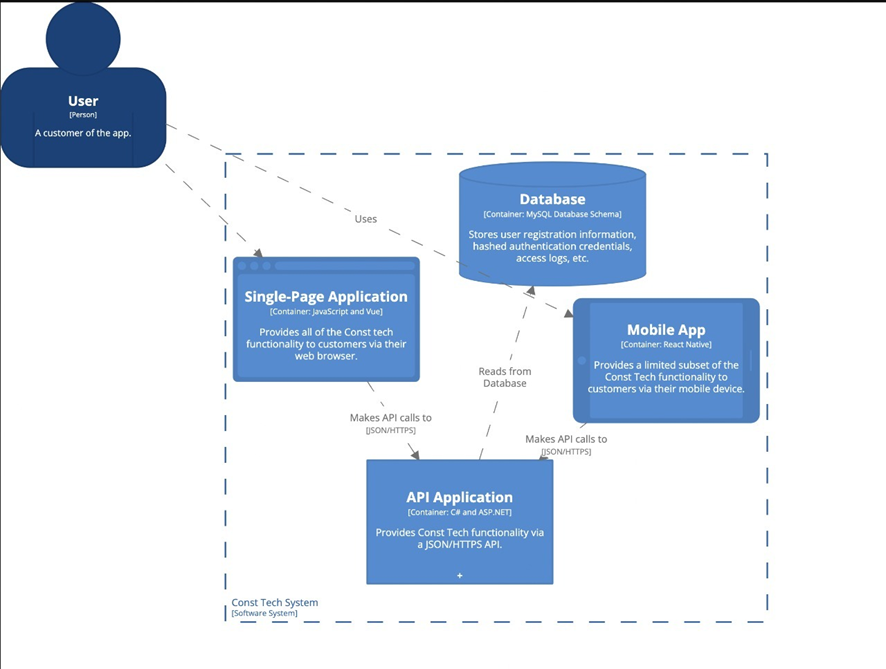 User
[Person]
A customer of the app.
Uses
Database
[Container: MySQL Database Schema]
Stores user registration information,
hashed authentication credentials,
access logs, etc.
Single-Page Application
[Container: JavaScript and Vue]
Provides all of the Const tech
functionality to customers via their
web browser.
Mobile App
[Container: React Native]
Provides a limited subset of the
Const Tech functionality to
customers via their mobile device.
Reads from
Database
Makes API calls to
[JSON/HTTPS]
Makes API calls to
[JSON/HTTPS]
API Application
[Container: C# and ASP.NET]
Provides Const Tech functionality via
a JSON/HTTPS API.
+
Const Tech System
[Software System]